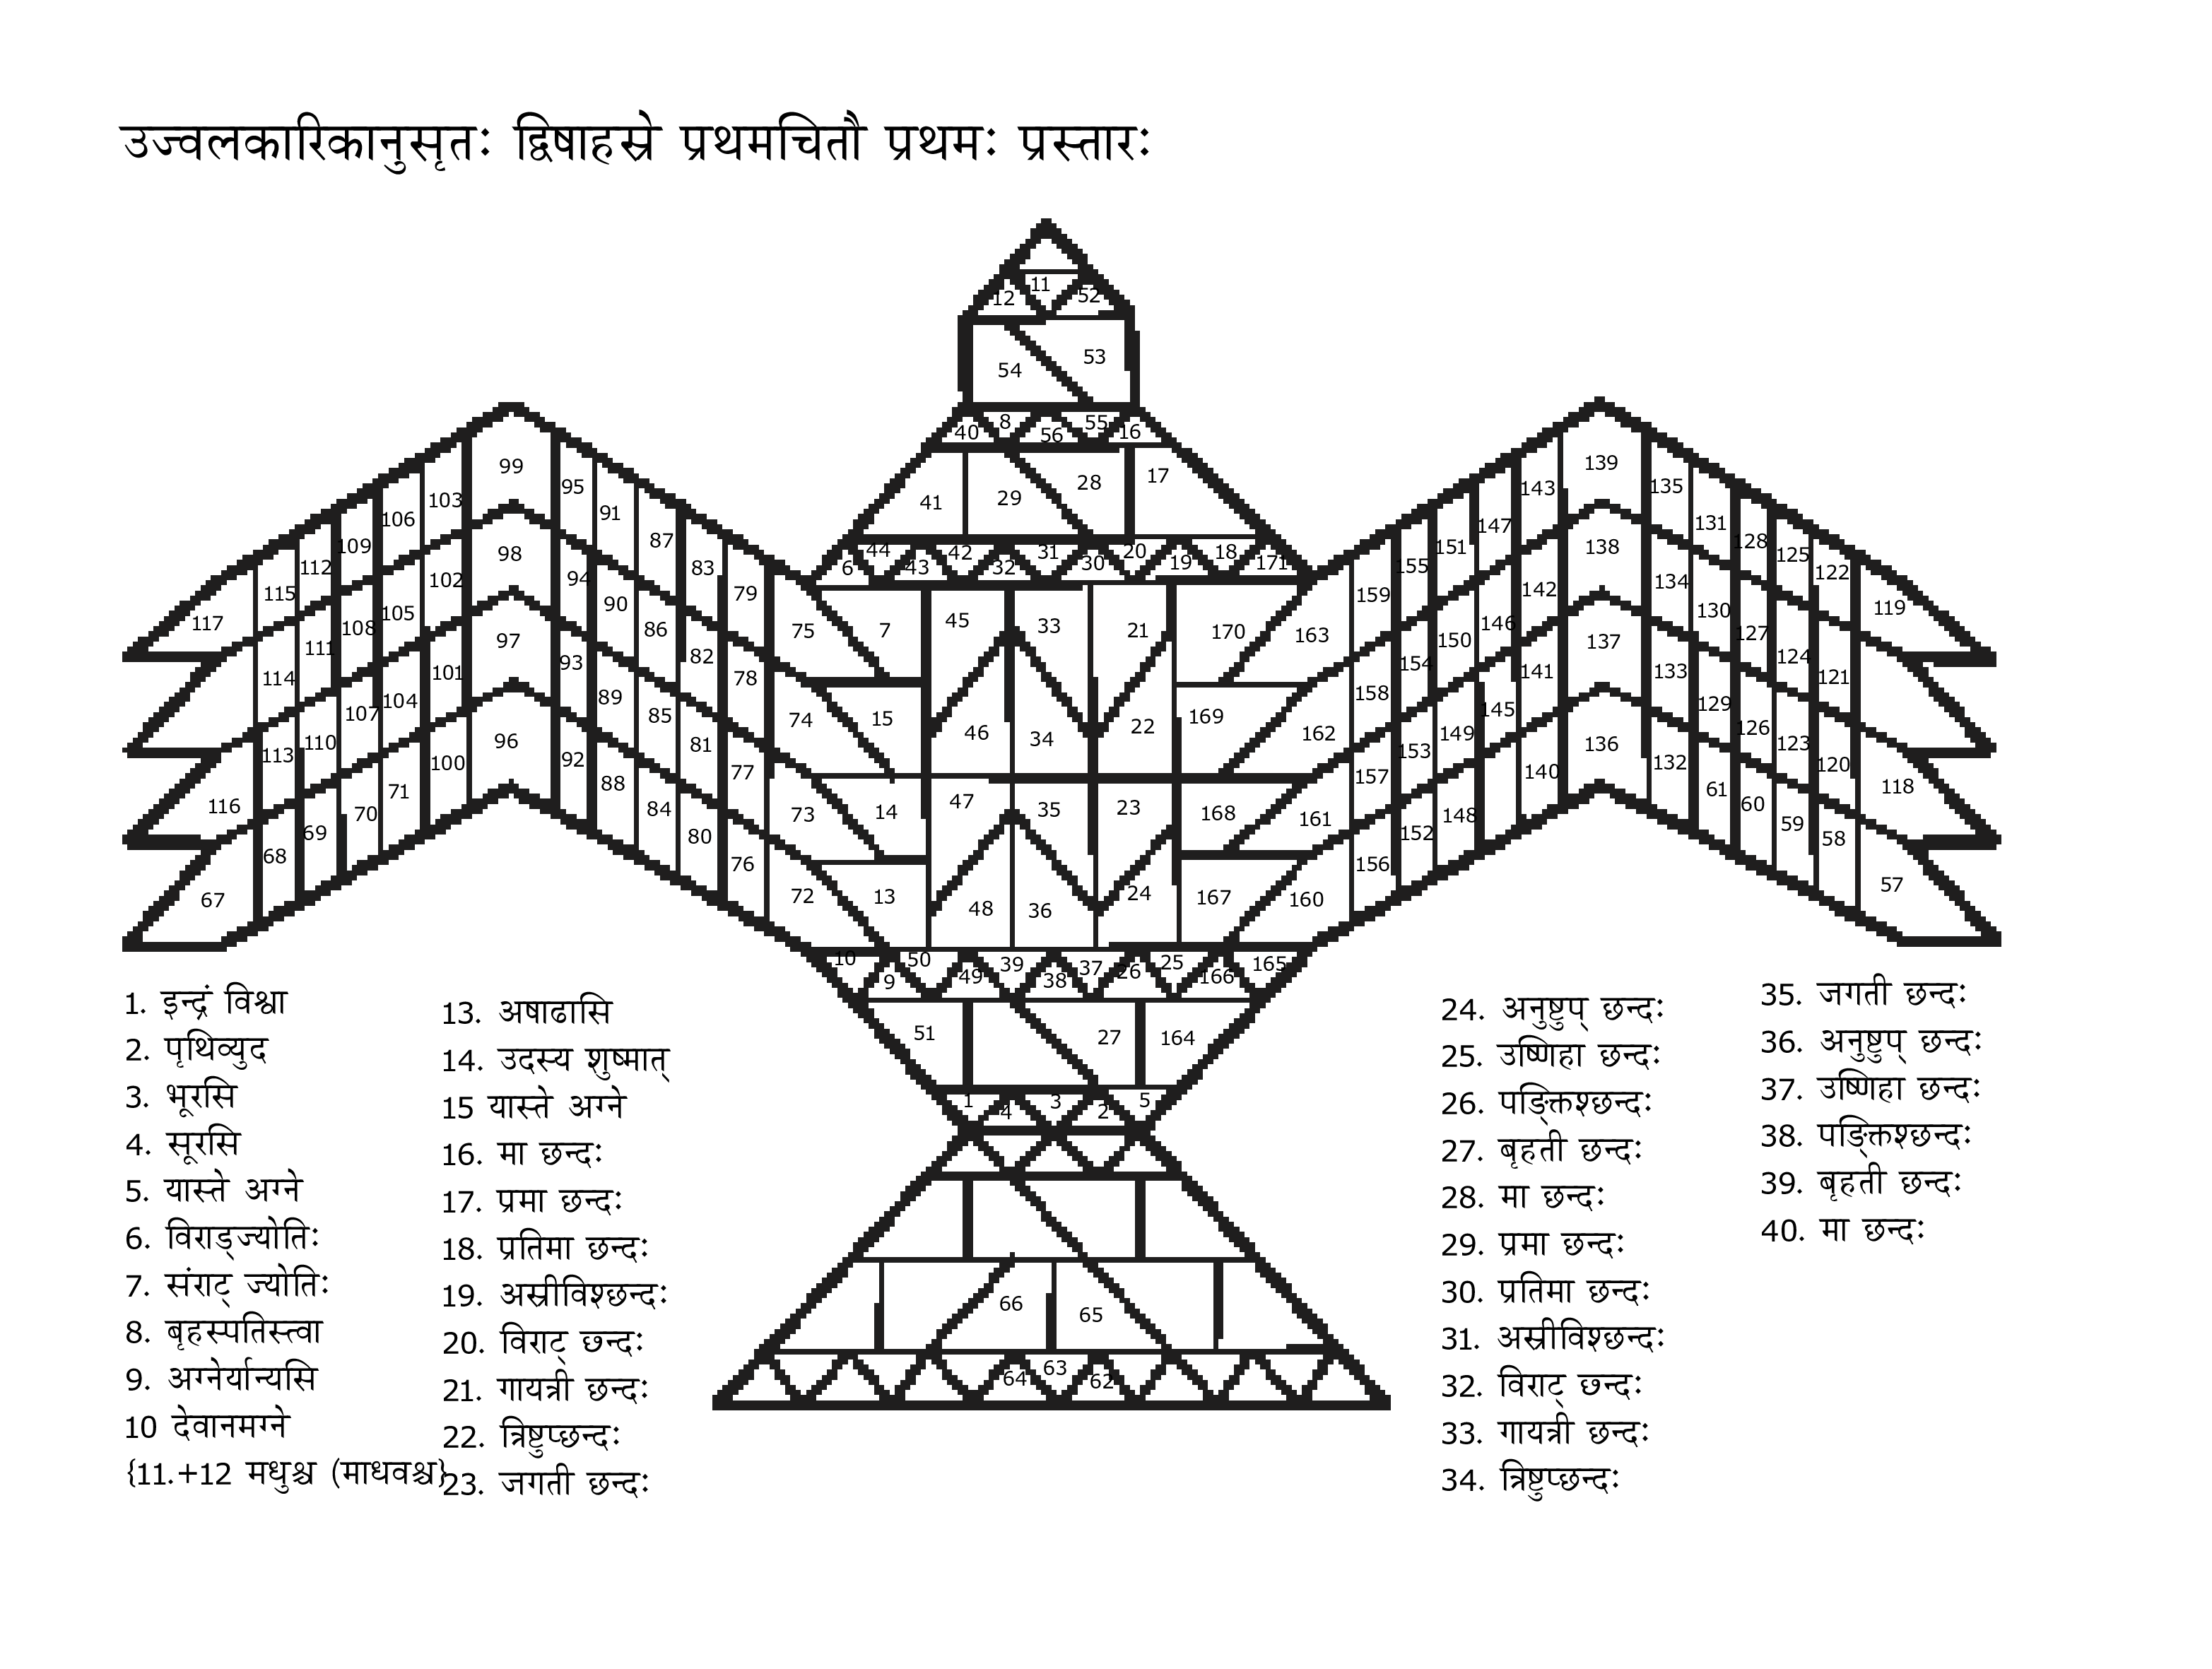 उज्वलकारिकानुसृतः द्विषाहस्रे प्रथमचितौ प्रथमः प्रस्तारः
11
12 52
54 53
40 8 56 55 16
41 29 28 17
6 44 43 42 32 31 30 20 19 18 171
117 115 112 109 106 103 99 95 91 87 83 79 75 7 45 33 21 170 163 159 155 151 147 143 139 135 131 128 125 122 119
114 111 108 105 102 98 94 90 86 82 78 74 15 46 34 22 169 162 158 154 150 146 142 138 134 130 127 124 121
116 113 110 107 104 101 97 93 89 85 81 77 73 14 47 35 23 168 161 157 153 149 145 141 137 133 129 126 123 120 118
67 68 69 70 71 100 96 92 88 84 80 76 72 13 48 36 24 167 160 156 152 148 140 136 132 61 60 59 58 57
10 9 50 49 39 38 37 26 25 166 165
51 27 164
1 4 3 2 5
66 65
64 63 62
1. इन्द्रं विश्वा
2. पृथिव्युद
3. भूरसि
4. सूरसि
5. यास्ते अग्ने
6. विराड्ज्योतिः
7. संराट् ज्योतिः
8. बृहस्पतिस्त्वा
9. अग्नेर्यान्यसि
10 देवानमग्ने
{11.+12 मधुश्च (माधवश्च}
13. अषाढासि
14. उदस्य शुष्मात्
15 यास्ते अग्ने
16. मा छन्दः
17. प्रमा छन्दः
18. प्रतिमा छन्दः
19. अस्रीविश्छन्दः
20. विराट् छन्दः
21. गायत्री छन्दः
22. त्रिष्टुप्छन्दः
23. जगती छन्दः
24. अनुष्टुप् छन्दः
25. उष्णिहा छन्दः
26. पङ्क्तिश्छन्दः
27. बृहती छन्दः
28. मा छन्दः
29. प्रमा छन्दः
30. प्रतिमा छन्दः
31. अस्रीविश्छन्दः
32. विराट् छन्दः
33. गायत्री छन्दः
34. त्रिष्टुप्छन्दः
35. जगती छन्दः
36. अनुष्टुप् छन्दः
37. उष्णिहा छन्दः
38. पङ्क्तिश्छन्दः
39. बृहती छन्दः
40. मा छन्दः